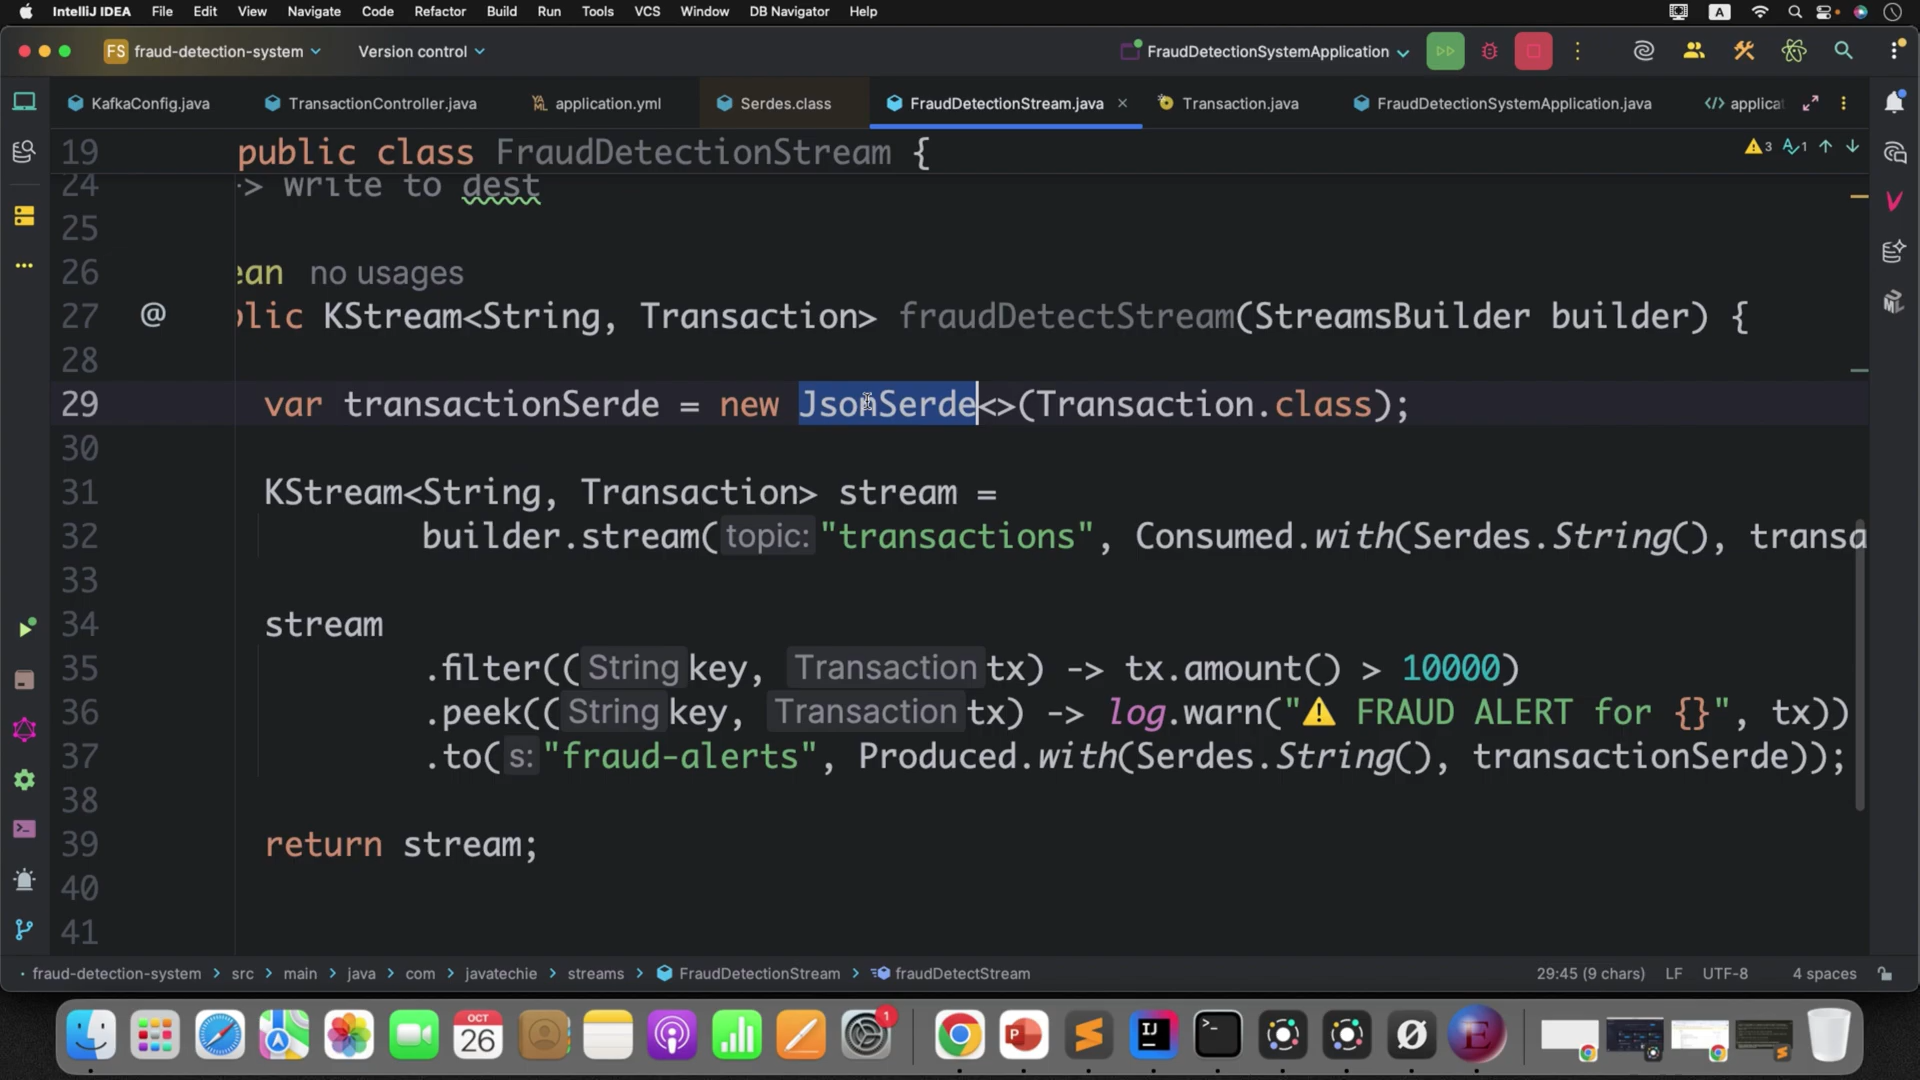 IntelliJ IDEA File Edit View Navigate Code Refactor Build Run Tools VCS Window DB Navigator Help A
FS fraud-detection-system Version control FraudDetectionSystemApplication
KafkaConfig.java TransactionController.java application.yml Serdes.class FraudDetectionStream.java Transaction.java FraudDetectionSystemApplication.java </> applica
19 public class FraudDetectionStream { 3 1
24 -> write to dest
25
26 ean no usages
27 @ blic KStream<String, Transaction> fraudDetectStream(StreamsBuilder builder) {
28
29 var transactionSerde = new JsonSerde<>(Transaction.class);
30
31 KStream<String, Transaction> stream =
32 builder.stream( topic: "transactions", Consumed.with(Serdes.String(), transa
33
34 stream
35 .filter(( String key, Transaction tx) -> tx.amount() > 10000)
36 .peek(( String key, Transaction tx) -> log.warn("⚠️ FRAUD ALERT for {}", tx))
37 .to( s: "fraud-alerts", Produced.with(Serdes.String(), transactionSerde));
38
39 return stream;
40
41
fraud-detection-system > src > main > java > com > javatechie > streams > FraudDetectionStream > fraudDetectStream 29:45 (9 chars) LF UTF-8 4 spaces
OCT
26
1
IJ